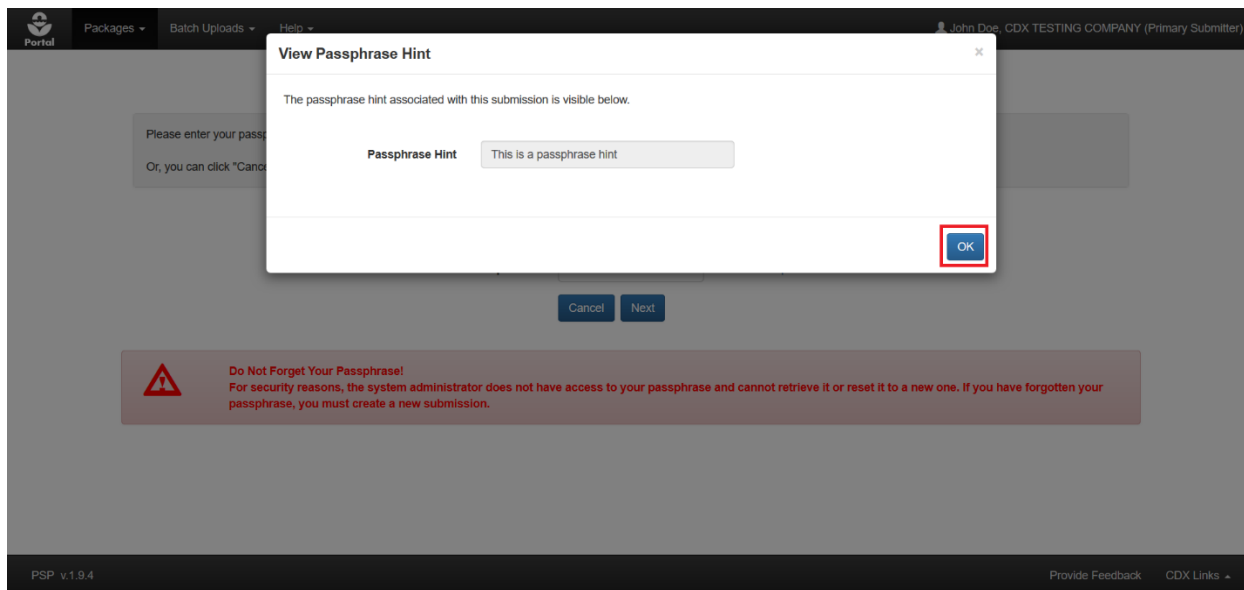 Portal Packages Batch Uploads Help John Doe, CDX TESTING COMPANY (Primary Submitter)
View Passphrase Hint ×
The passphrase hint associated with this submission is visible below.
Please enter your
Passphrase Hint This is a passphrase hint
Or, you can click
OK
Cancel Next
Do Not Forget Your Passphrase!
For security reasons, the system administrator does not have access to your passphrase and cannot retrieve it or reset it to a new one. If you have forgotten your
passphrase, you must create a new submission.
PSP v.1.9.4 Provide Feedback CDX Links